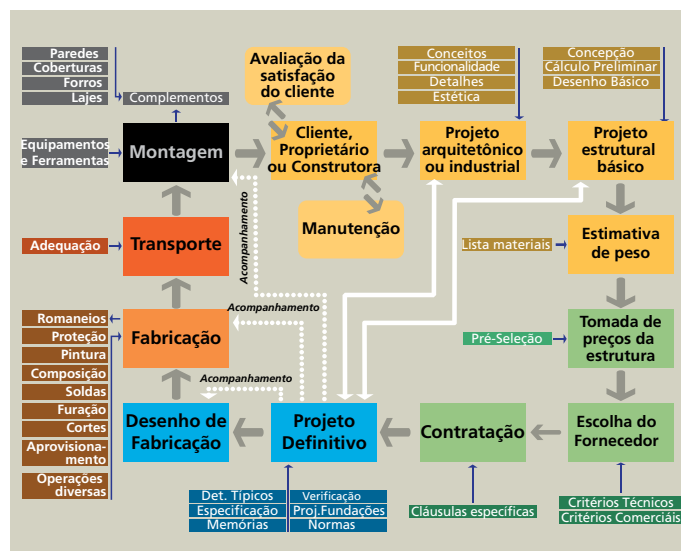 Paredes
Coberturas
Forros
Lajes
Complementos
Avaliação da
satisfação
do cliente
Conceitos
Funcionalidade
Detalhes
Estética
Concepção
Cálculo Preliminar
Desenho Básico
Equipamentos
e Ferramentas
Montagem
Cliente,
Proprietário
ou Construtora
Projeto
arquitetônico
ou industrial
Projeto
estrutural
básico
Manutenção
Adequação
Transporte
Acompanhamento
Lista materiais
Estimativa
de peso
Romaneios
Proteção
Pintura
Composição
Soldas
Furação
Cortes
Aprovisiona-
mento
Operações
diversas
Fabricação
Acompanhamento
Pré-Seleção
Tomada de
preços da
estrutura
Acompanhamento
Desenho de
Fabricação
Projeto
Definitivo
Contratação
Escolha do
Fornecedor
Det. Típicos
Especificação
Memórias
Verificação
Proj.Fundações
Normas
Cláusulas específicas
Critérios Técnicos
Critérios Comerciáis